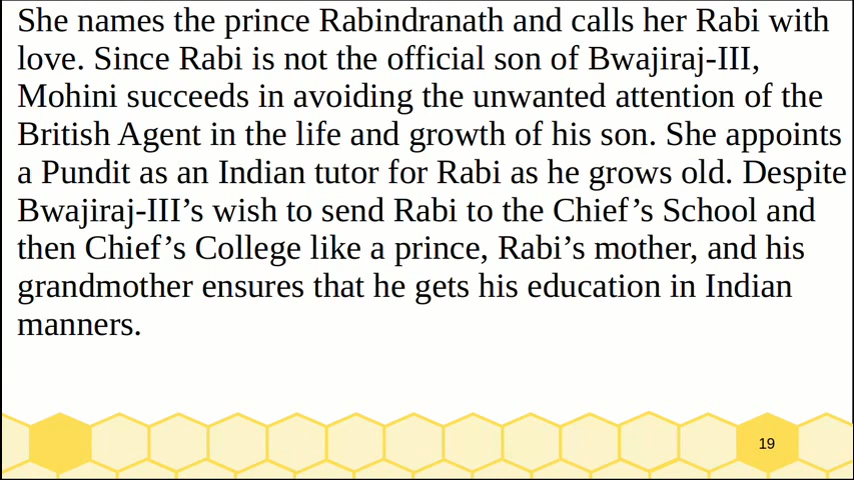 She names the prince Rabindranath and calls her Rabi with
love. Since Rabi is not the official son of Bwajiraj-III,
Mohini succeeds in avoiding the unwanted attention of the
British Agent in the life and growth of his son. She appoints
a Pundit as an Indian tutor for Rabi as he grows old. Despite
Bwajiraj-III’s wish to send Rabi to the Chief’s School and
then Chief’s College like a prince, Rabi’s mother, and his
grandmother ensures that he gets his education in Indian
manners.
19